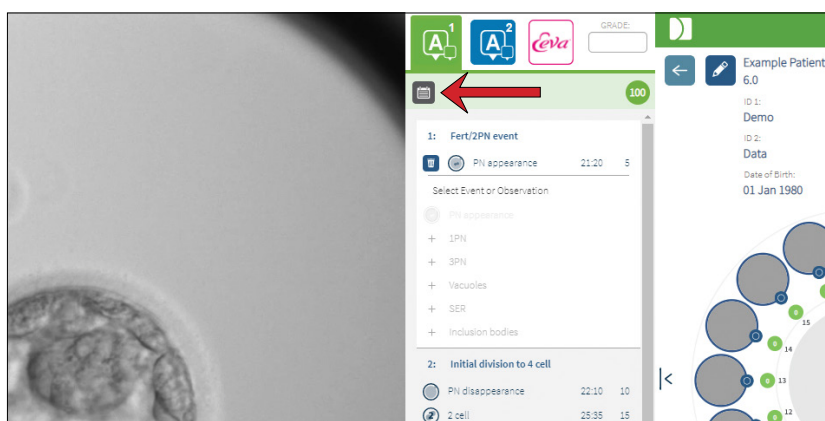 A1
A2
eeva
GRADE:
100
1: Fert/2PN event
PN appearance 21:20 5
Select Event or Observation
PN appearance
+ 1PN
+ 3PN
+ Vacuoles
+ SER
+ Inclusion bodies
2: Initial division to 4 cell
PN disappearance 22:10 10
2 2 cell 25:35 15
Example Patient
6.0
ID 1:
Demo
ID 2:
Data
Date of Birth:
01 Jan 1980
0 15
0 14
0 13
0 12
|<